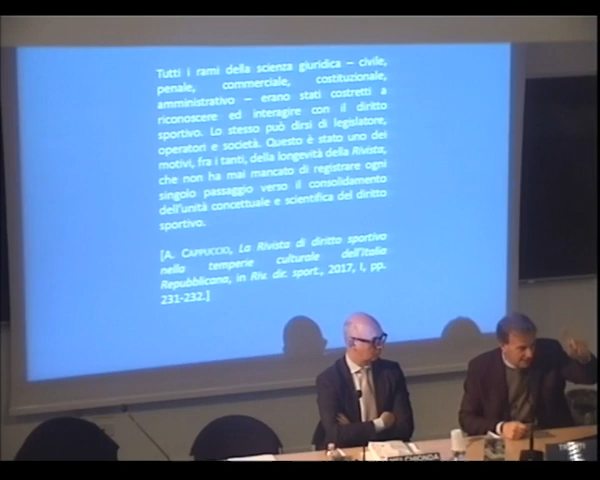 Tutti i rami della scienza giuridica – civile,
penale, commerciale, costituzionale,
amministrativo – erano stati costretti a
riconoscere ed interagire con il diritto
sportivo. Lo stesso può dirsi di legislatore,
operatori e società. Questo è stato uno dei
motivi, fra i tanti, della longevità della Rivista,
che non ha mai mancato di registrare ogni
singolo passaggio verso il consolidamento
dell'unità concettuale e scientifica del diritto
sportivo.
[A. CAPPUCCIO, La Rivista di diritto sportivo
nella temperie culturale dell'Italia
Repubblicana, in Riv. dir. sport., 2017, I, pp.
231-232.]